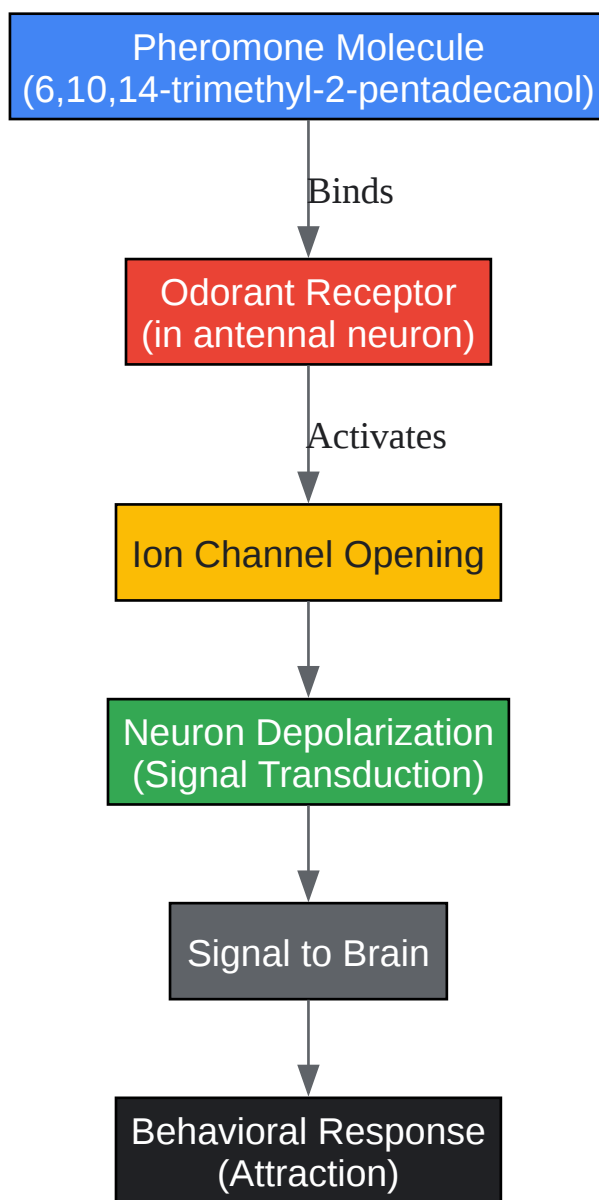 Pheromone Molecule
(6,10,14-trimethyl-2-pentadecanol)
Binds
Odorant Receptor
(in antennal neuron)
Activates
Ion Channel Opening
Neuron Depolarization
(Signal Transduction)
Signal to Brain
Behavioral Response
(Attraction)